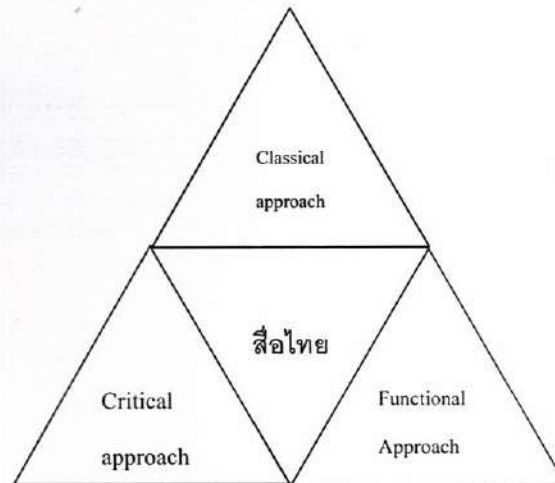 Classical
approach
สื่อไทย
Critical
approach
Functional
Approach